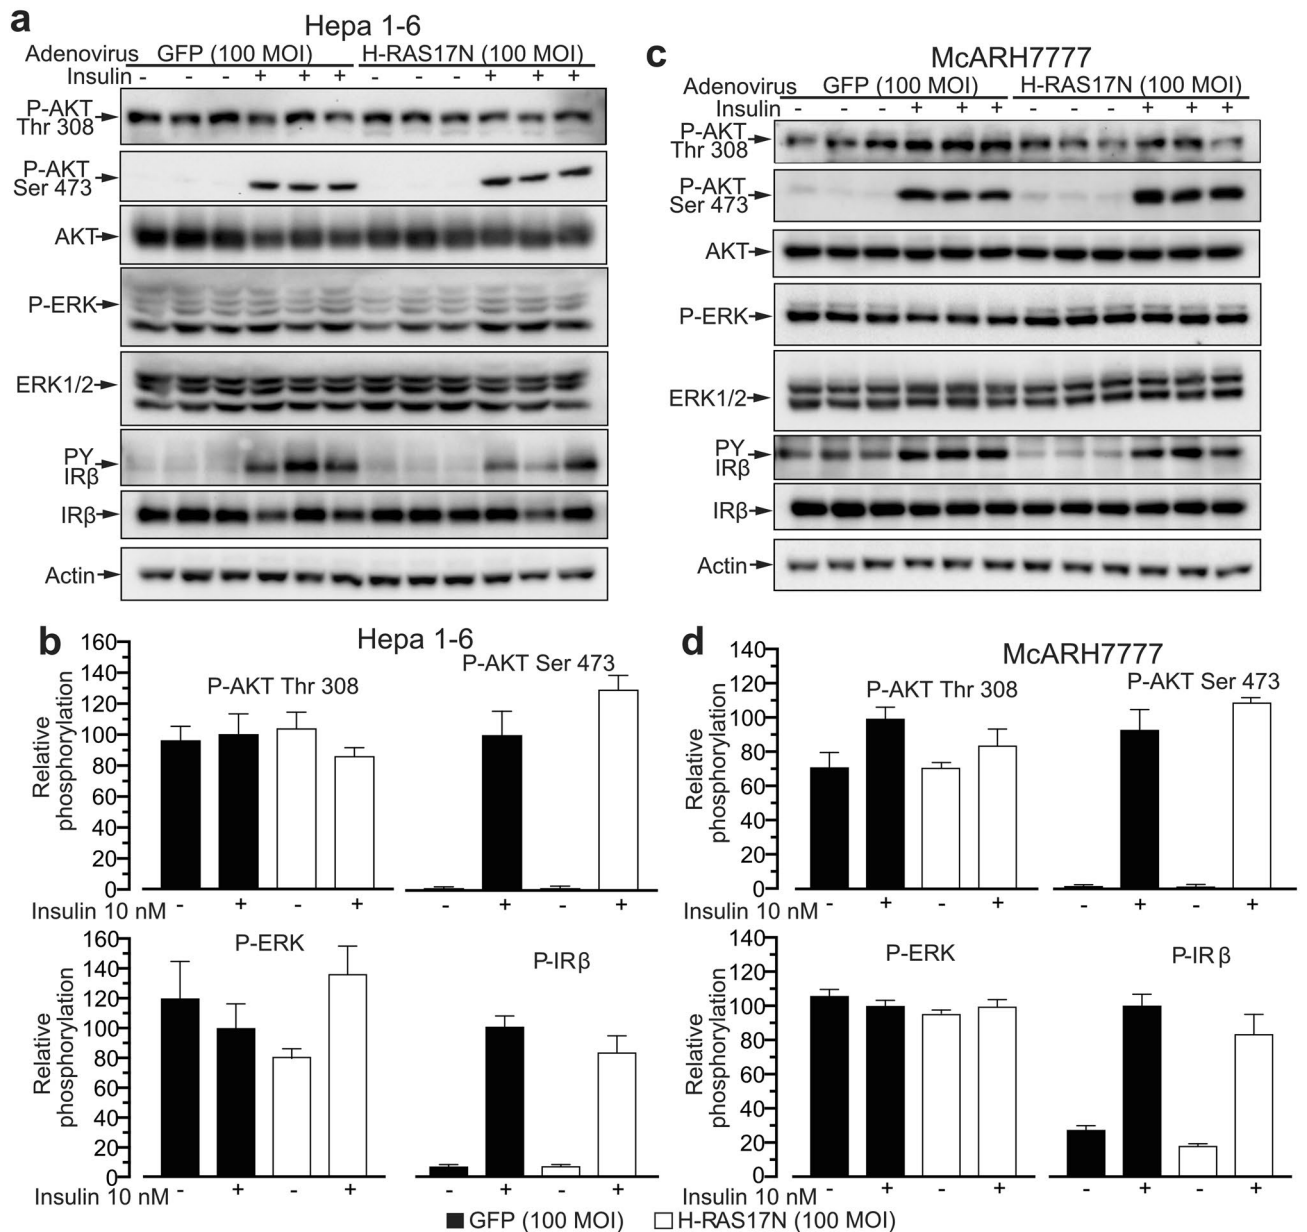 a
Hepa 1-6
Adenovirus GFP (100 MOI) H-RAS17N (100 MOI)
Insulin - - - + + + - - - + + +
P-AKT
Thr 308
P-AKT
Ser 473
AKT
P-ERK
ERK1/2
PY
IRβ
IRβ
Actin
c
McARH7777
Adenovirus GFP (100 MOI) H-RAS17N (100 MOI)
Insulin - - - + + + - - - + + +
P-AKT
Thr 308
P-AKT
Ser 473
AKT
P-ERK
ERK1/2
PY
IRβ
IRβ
Actin
b
Hepa 1-6
Relative
phosphorylation
160
140
120
100
80
60
40
20
0
P-AKT Thr 308
P-AKT Ser 473
Insulin 10 nM - + - + - + - +
Relative
phosphorylation
160
140
120
100
80
60
40
20
0
P-ERK
P-IRβ
Insulin 10 nM - + - + - + - +
d
McARH7777
Relative
phosphorylation
140
120
100
80
60
40
20
0
P-AKT Thr 308
P-AKT Ser 473
Insulin 10 nM - + - + - + - +
Relative
phosphorylation
140
120
100
80
60
40
20
0
P-ERK
P-IRβ
Insulin 10 nM - + - + - + - +
GFP (100 MOI) H-RAS17N (100 MOI)